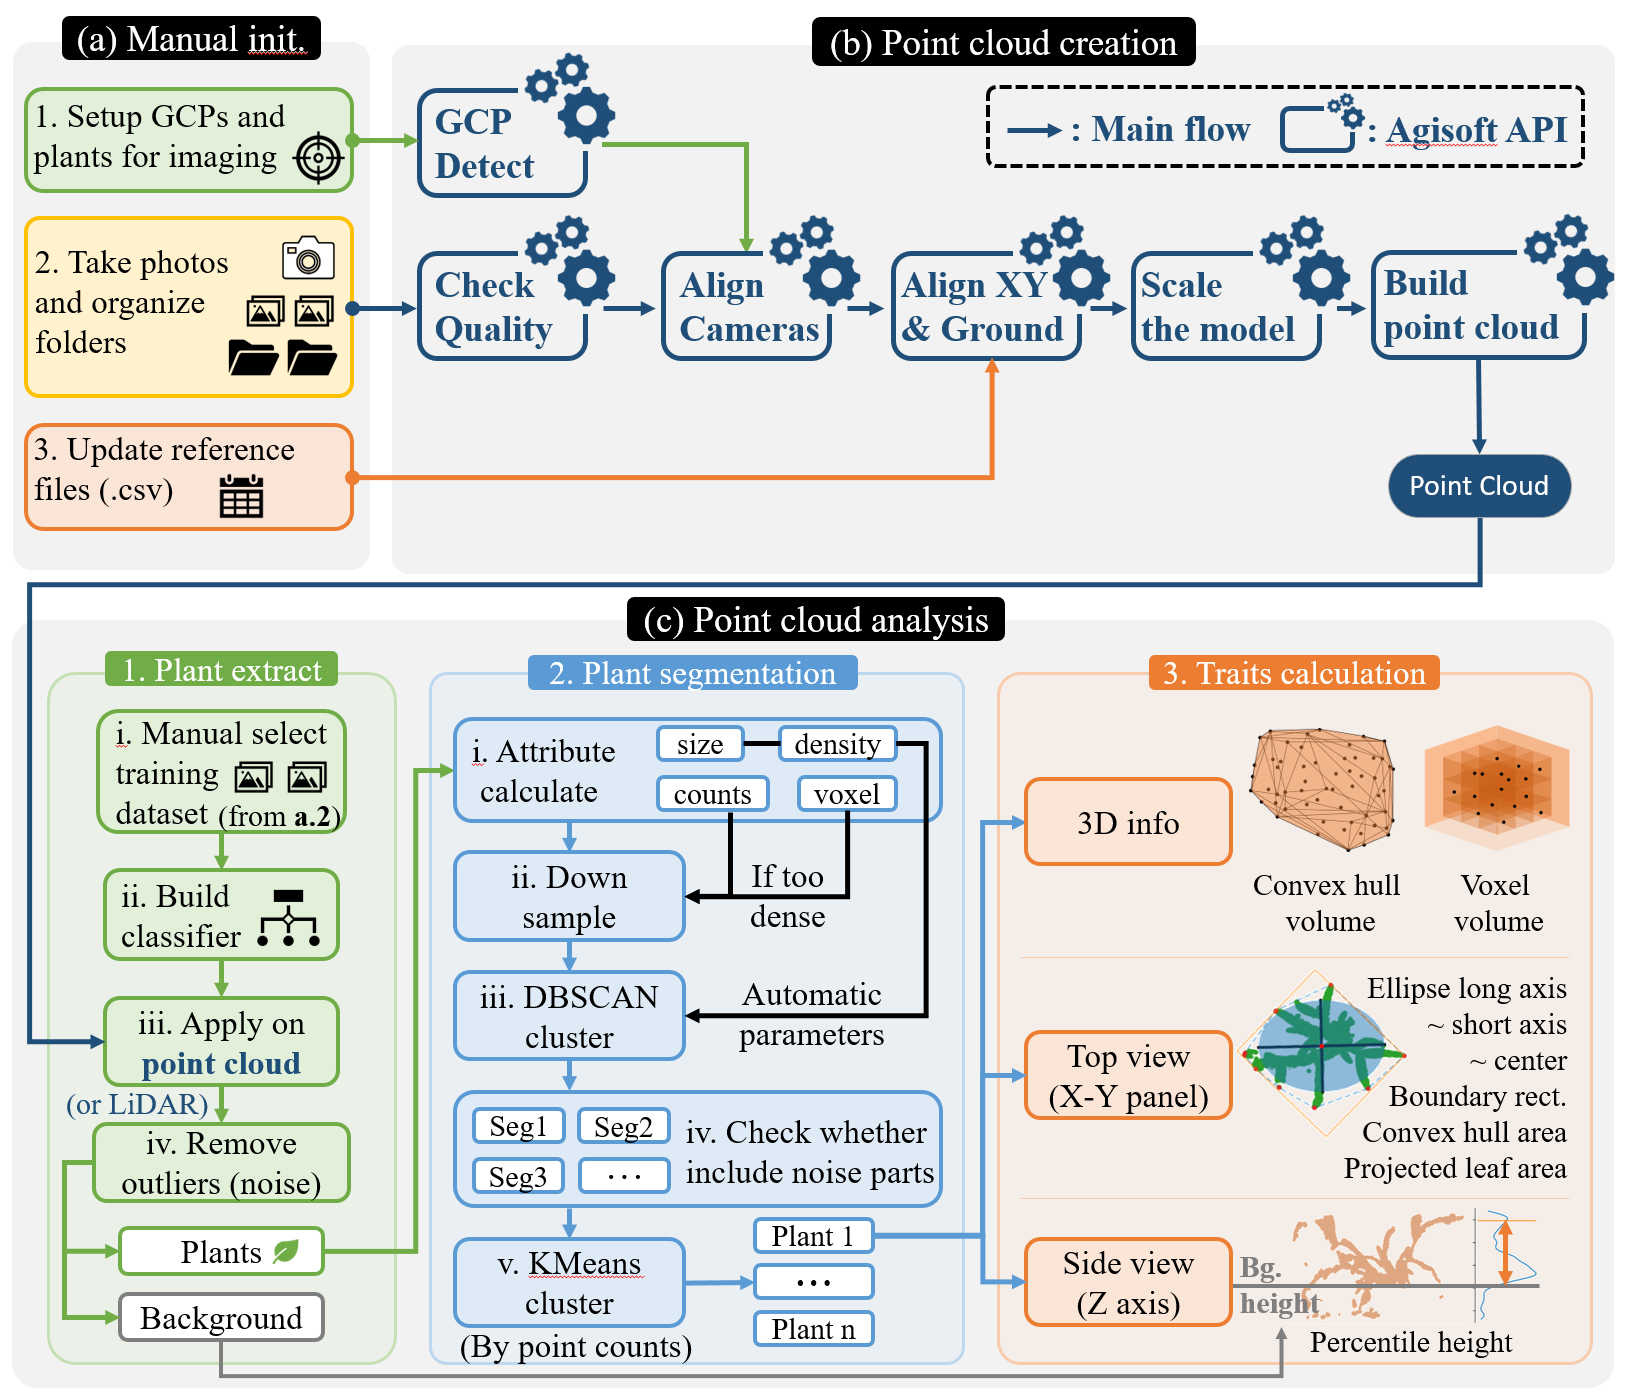 (a) Manual init.
1. Setup GCPs and
plants for imaging
2. Take photos
and organize
folders
3. Update reference
files (.csv)
(b) Point cloud creation
: Main flow
: Agisoft API
GCP
Detect
Check
Quality
Align
Cameras
Align XY
& Ground
Scale
the model
Build
point cloud
Point Cloud
(c) Point cloud analysis
1. Plant extract
i. Manual select
training
dataset (from a.2)
ii. Build
classifier
iii. Apply on
point cloud
(or LiDAR)
iv. Remove
outliers (noise)
Plants
Background
2. Plant segmentation
i. Attribute
calculate
size
density
counts
voxel
ii. Down
sample
If too
dense
iii. DBSCAN
cluster
Automatic
parameters
Seg1
Seg2
Seg3
...
iv. Check whether
include noise parts
v. KMeans
cluster
(By point counts)
Plant 1
...
Plant n
3. Traits calculation
3D info
Convex hull
volume
Voxel
volume
Top view
(X-Y panel)
Ellipse long axis
~ short axis
~ center
Boundary rect.
Convex hull area
Projected leaf area
Side view
(Z axis)
Bg.
height
Percentile height